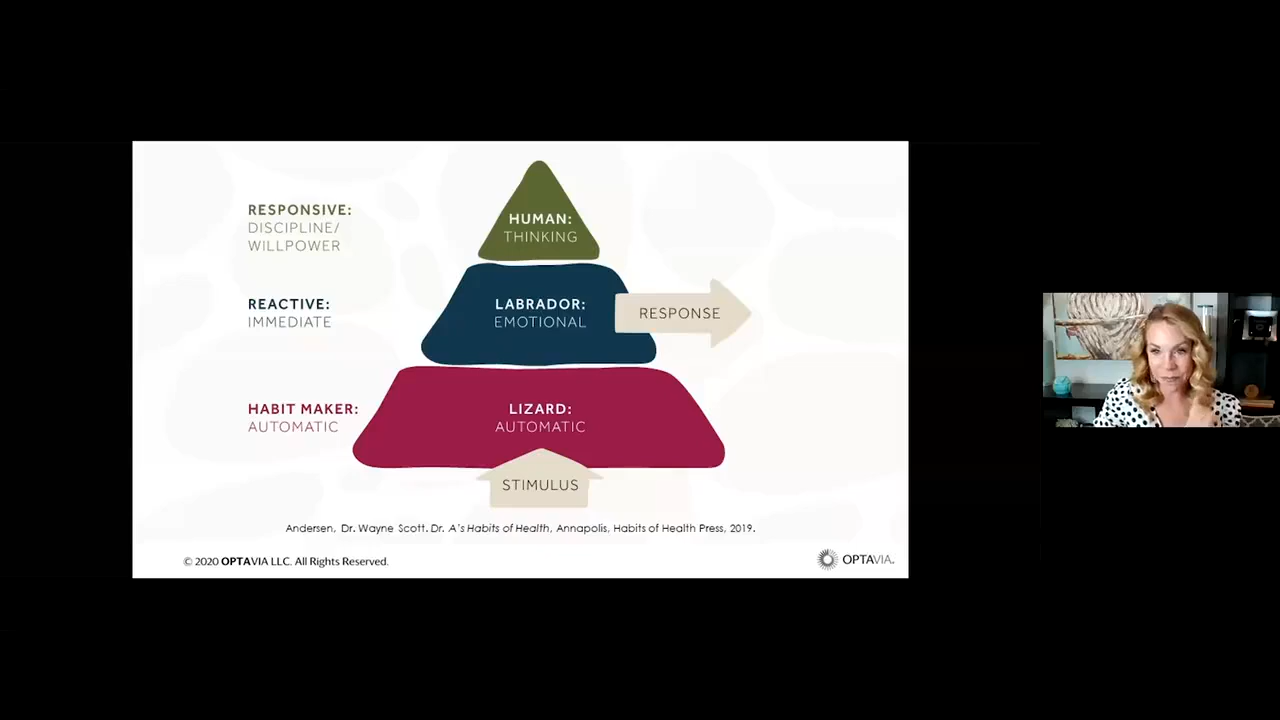 RESPONSIVE:
DISCIPLINE/
WILLPOWER
HUMAN:
THINKING
REACTIVE:
IMMEDIATE
LABRADOR:
EMOTIONAL
RESPONSE
HABIT MAKER:
AUTOMATIC
LIZARD:
AUTOMATIC
STIMULUS
Andersen, Dr. Wayne Scott. Dr. A's Habits of Health, Annapolis, Habits of Health Press, 2019.
© 2020 OPTAVIA LLC. All Rights Reserved.
OPTAVIA.